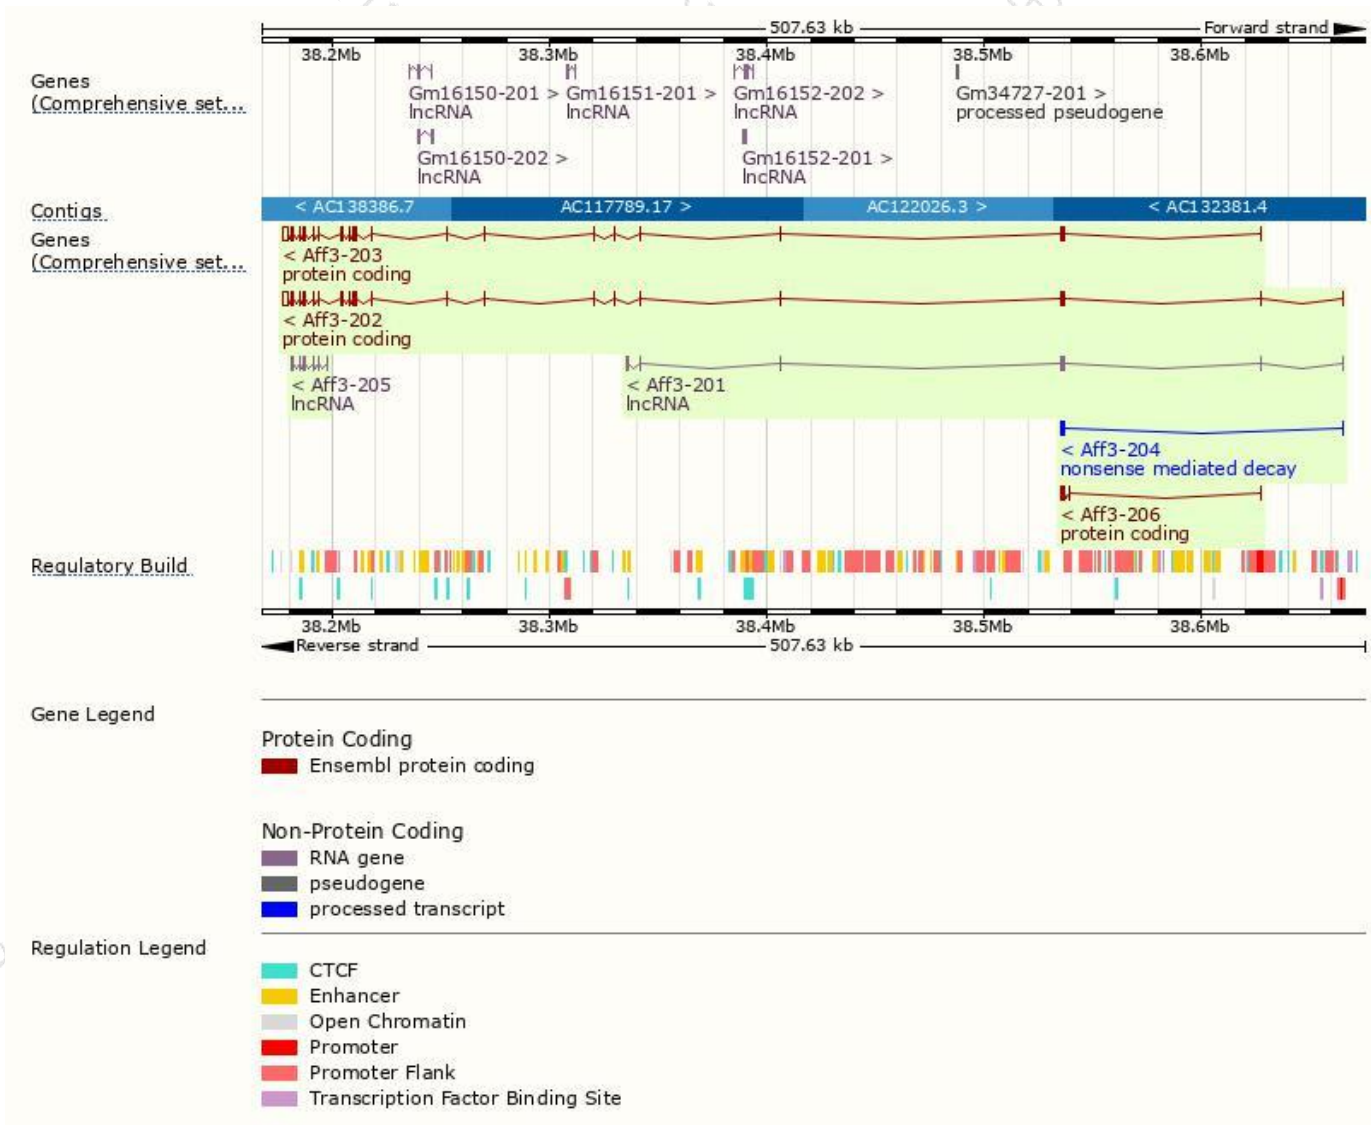 507.63 kb Forward strand
38.2Mb 38.3Mb 38.4Mb 38.5Mb 38.6Mb
Genes
(Comprehensive set...
Gm16150-201 > Gm16151-201 > Gm16152-202 > Gm34727-201 >
lncRNA lncRNA lncRNA processed pseudogene
Gm16150-202 > Gm16152-201 >
lncRNA lncRNA
Contigs < AC138386.7 AC117789.17 > AC122026.3 > < AC132381.4
Genes
(Comprehensive set...
< Aff3-203
protein coding
< Aff3-202
protein coding
< Aff3-205 < Aff3-201
lncRNA lncRNA
< Aff3-204
nonsense mediated decay
< Aff3-206
protein coding
Regulatory Build
38.2Mb 38.3Mb 38.4Mb 38.5Mb 38.6Mb
Reverse strand 507.63 kb
Gene Legend
Protein Coding
Ensembl protein coding
Non-Protein Coding
RNA gene
pseudogene
processed transcript
Regulation Legend
CTCF
Enhancer
Open Chromatin
Promoter
Promoter Flank
Transcription Factor Binding Site